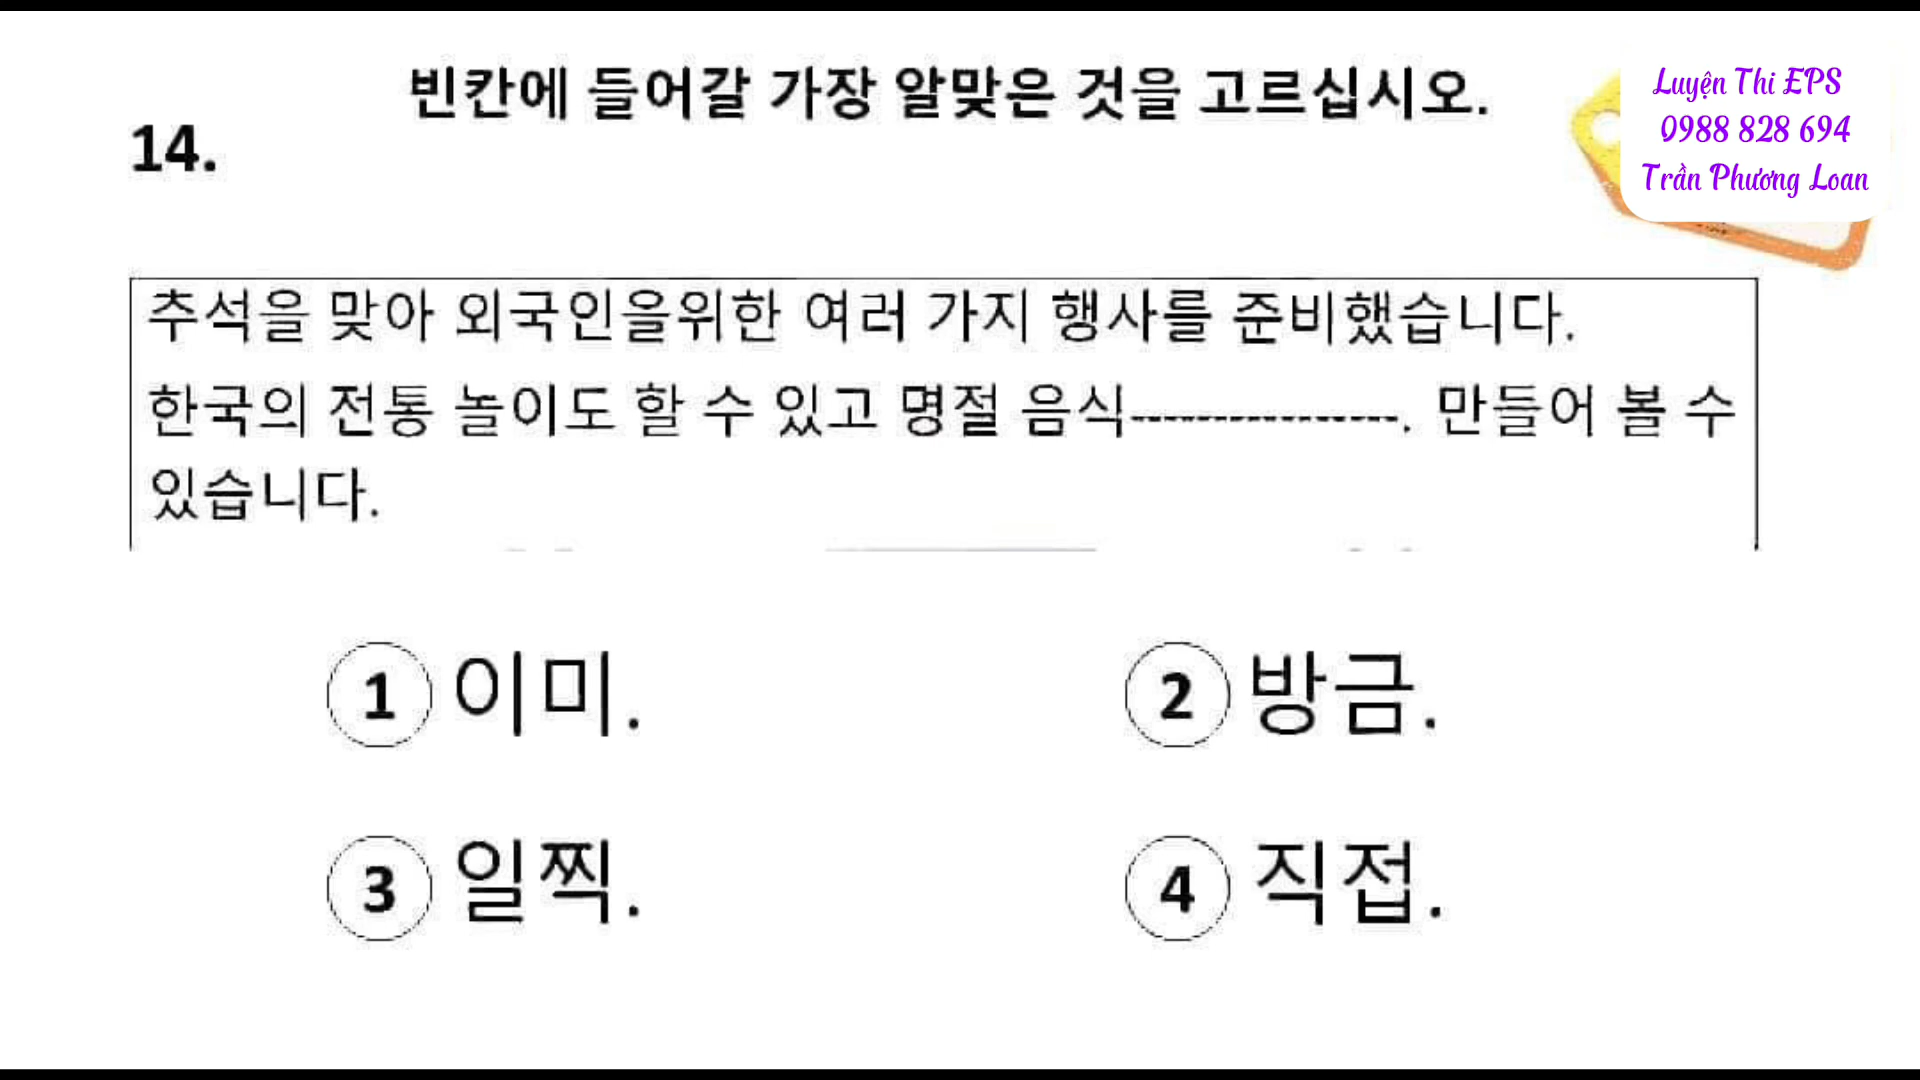 빈칸에 들어갈 가장 알맞은 것을 고르십시오.
14.
Luyện Thi EPS
0988 828 694
Trần Phương Loan
추석을 맞아 외국인을위한 여러 가지 행사를 준비했습니다.
한국의 전통 놀이도 할 수 있고 명절 음식---------------. 만들어 볼 수
있습니다.
1 이미.
2 방금.
3 일찍.
4 직접.